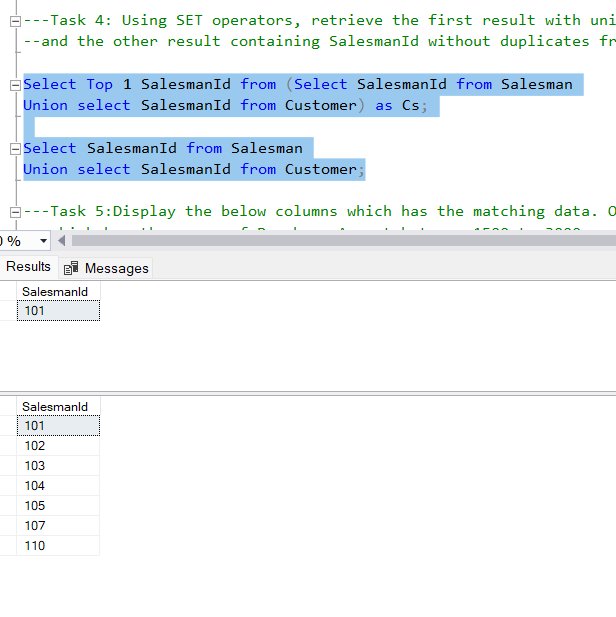 ---Task 4: Using SET operators, retrieve the first result with uni
--and the other result containing SalesmanId without duplicates fr
Select Top 1 SalesmanId from (Select SalesmanId from Salesman
Union select SalesmanId from Customer) as Cs;
Select SalesmanId from Salesman
Union select SalesmanId from Customer;
---Task 5:Display the below columns which has the matching data. O
0 %
Results Messages
SalesmanId
101
SalesmanId
101
102
103
104
105
107
110